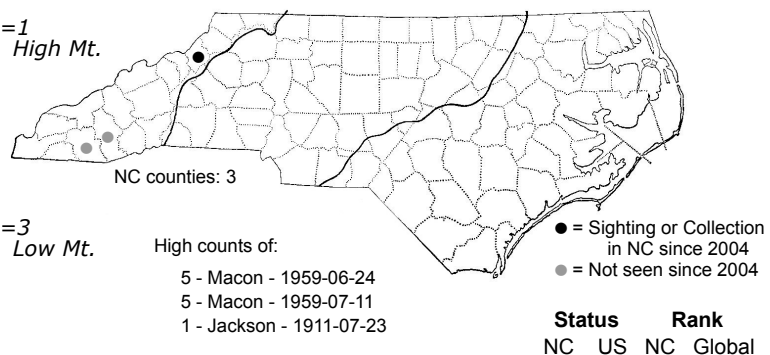 =1
High Mt.
NC counties: 3
=3
Low Mt.
High counts of:
5 - Macon - 1959-06-24
5 - Macon - 1959-07-11
1 - Jackson - 1911-07-23
● = Sighting or Collection
in NC since 2004
● = Not seen since 2004
Status Rank
NC US NC Global